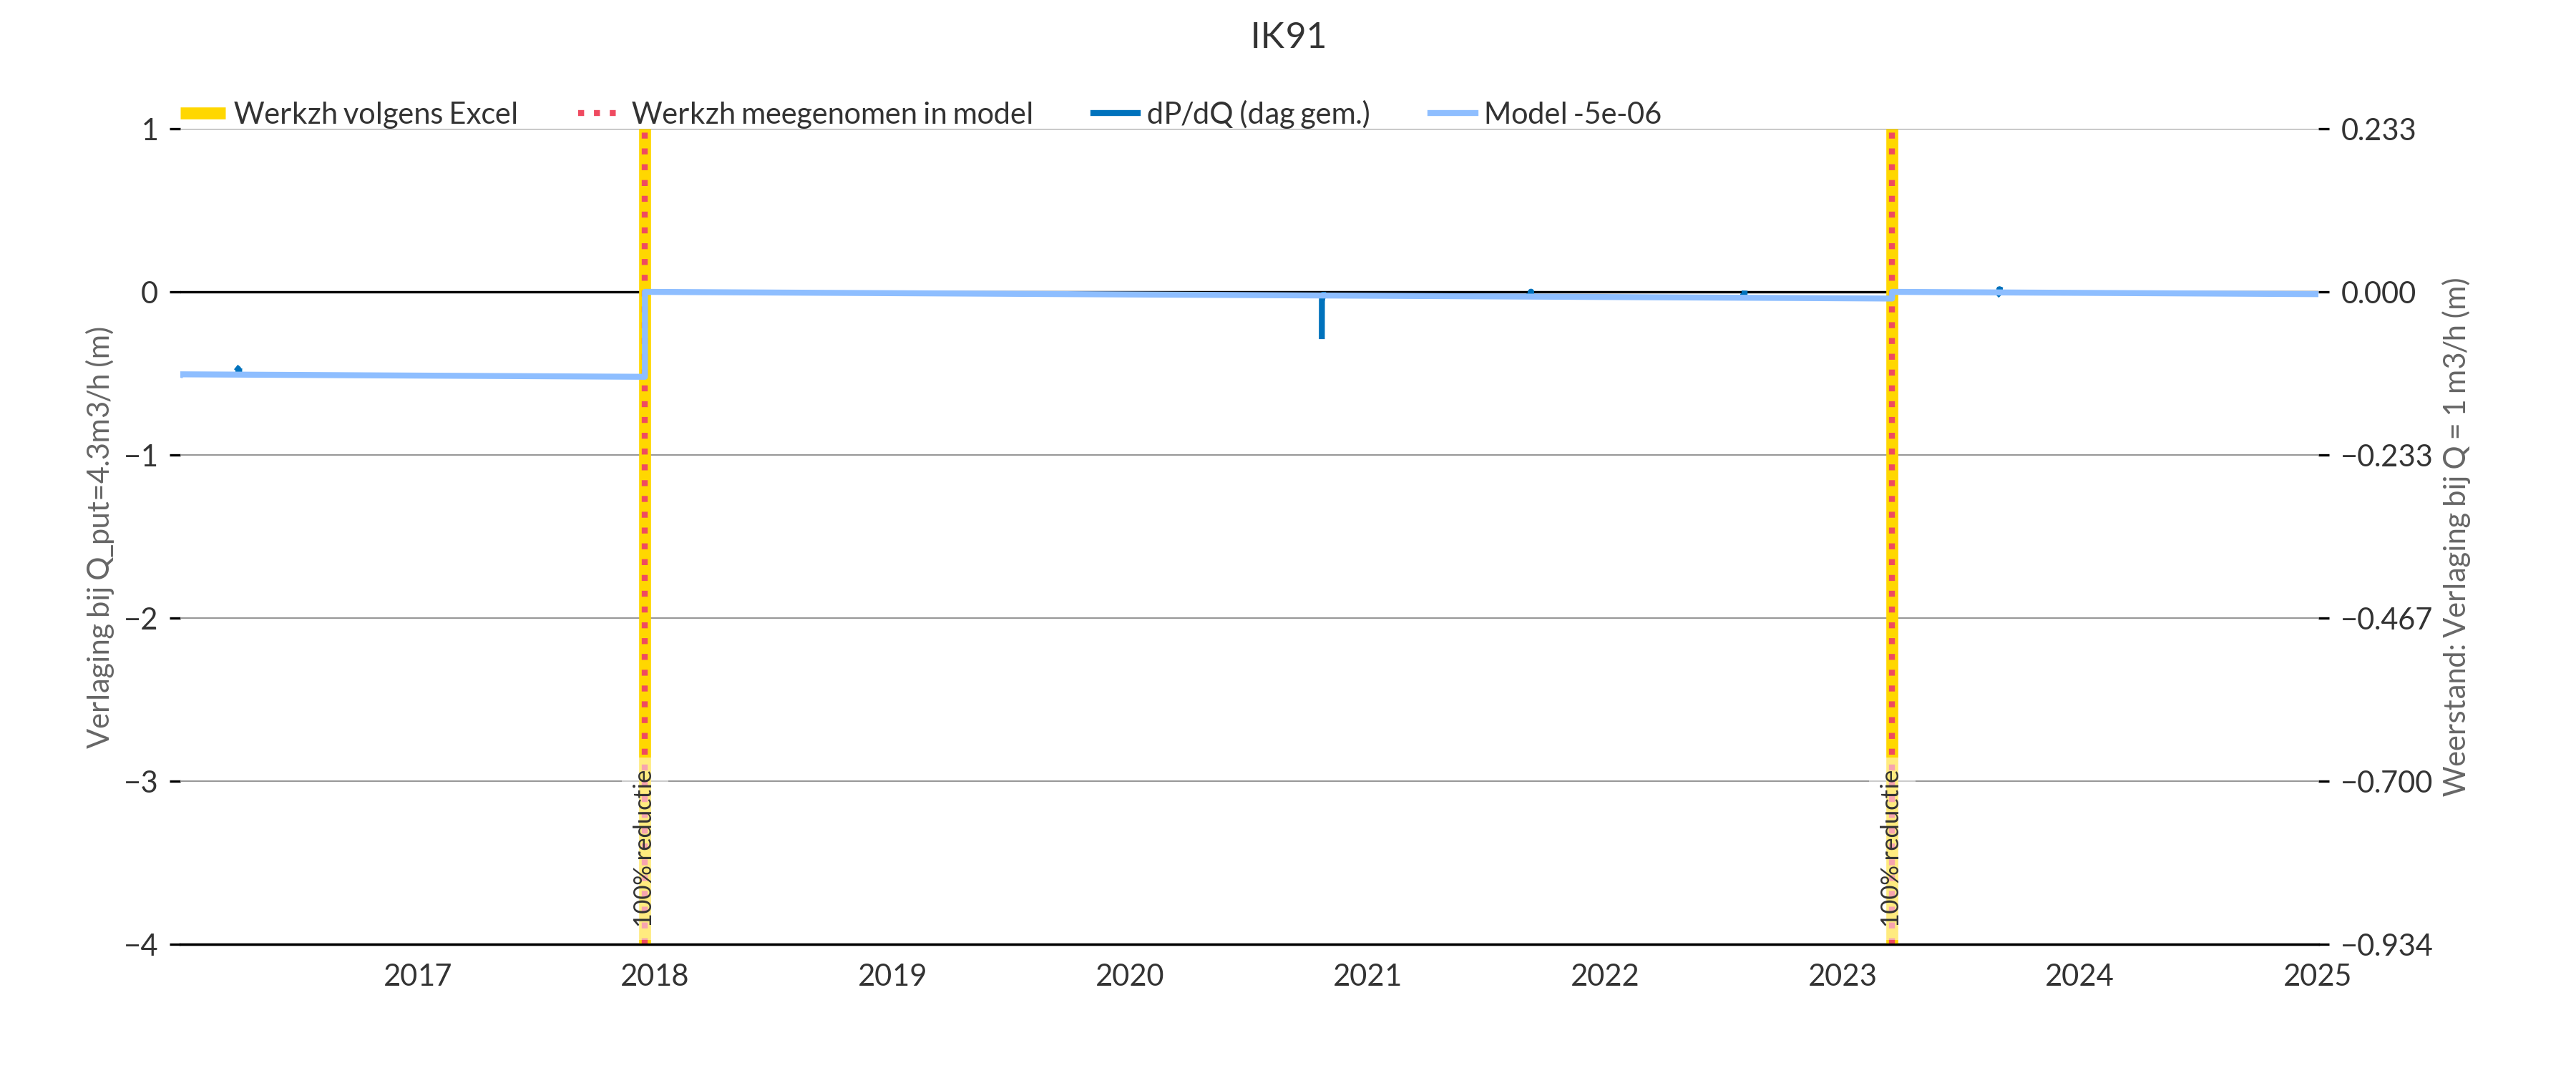 IK91
Werkzh volgens Excel
Werkzh meegenomen in model
dP/dQ (dag gem.)
Model -5e-06
1
0
−1
−2
−3
−4
0.233
0.000
−0.233
−0.467
−0.700
−0.934
Verlaging bij Q_put=4.3m3/h (m)
Weerstand: Verlaging bij Q = 1 m3/h (m)
100% reductie
100% reductie
2017
2018
2019
2020
2021
2022
2023
2024
2025